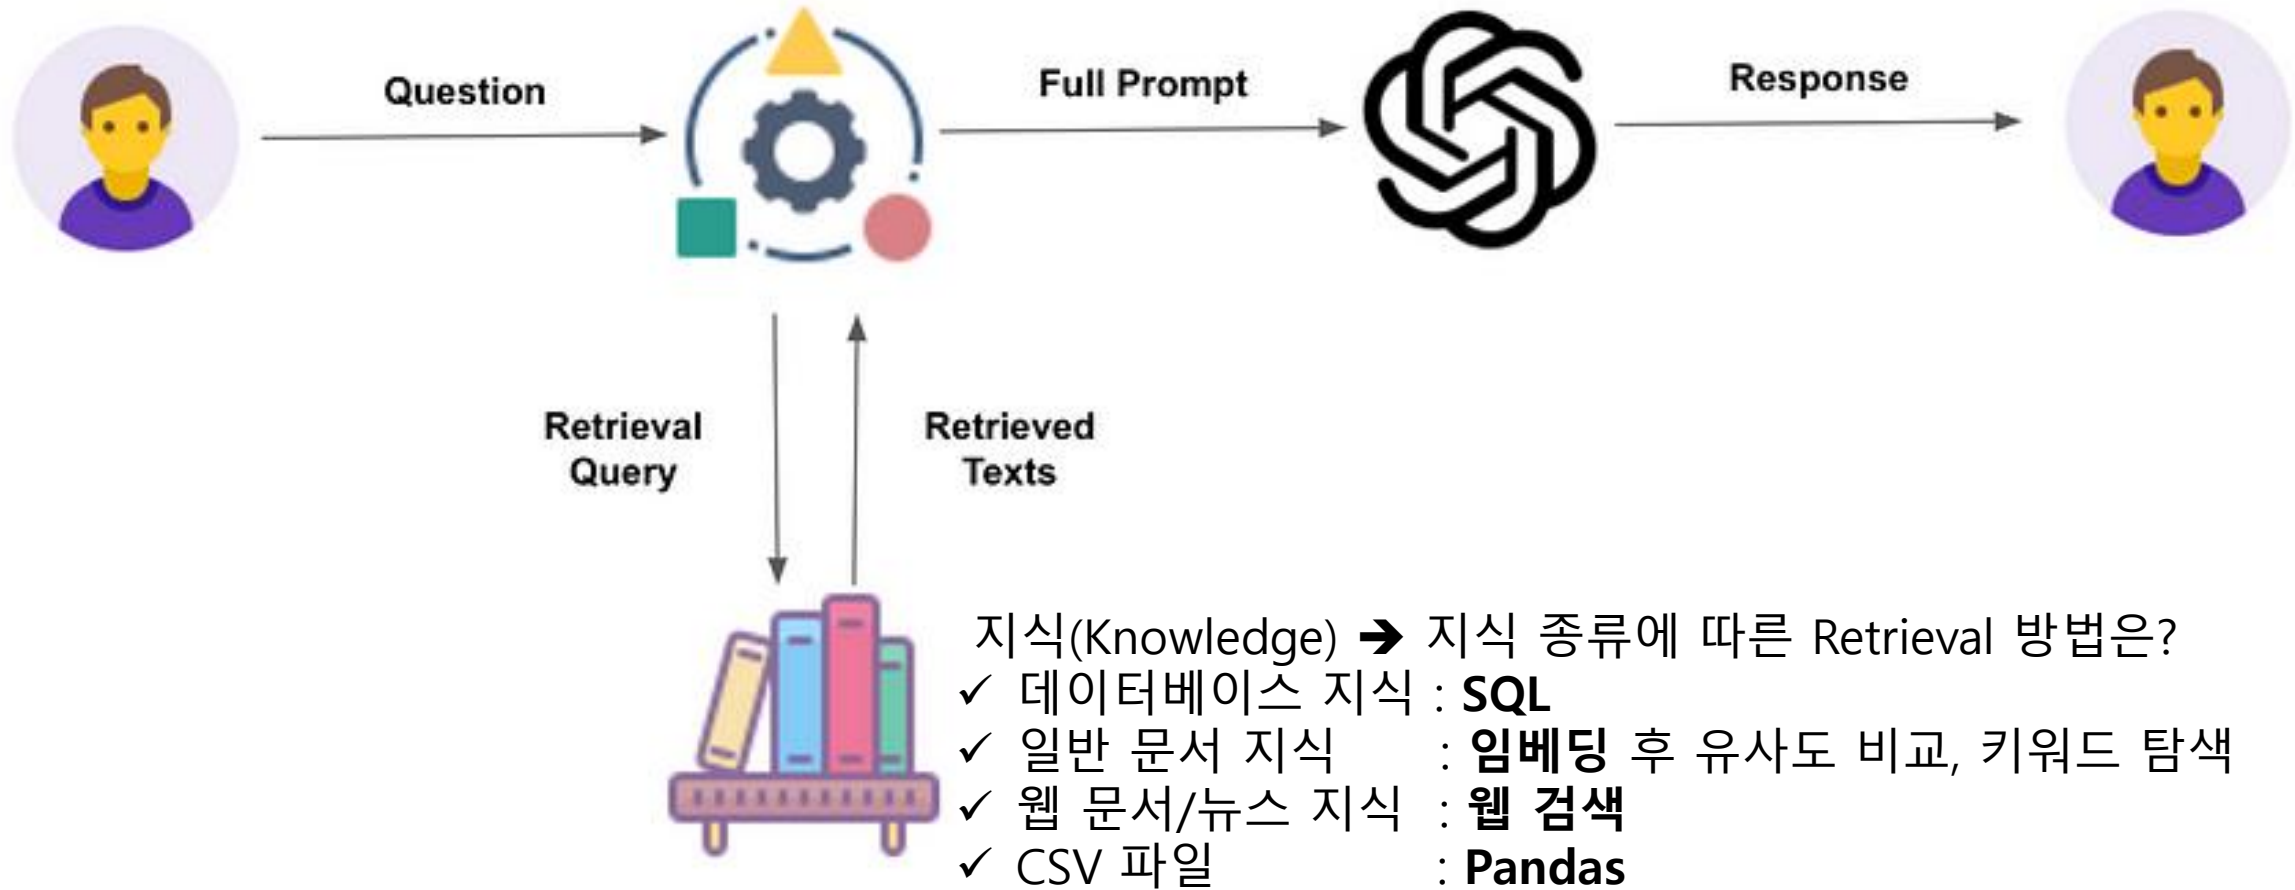 Question
Full Prompt
Response
Retrieval
Query
Retrieved
Texts
지식(Knowledge) ➔ 지식 종류에 따른 Retrieval 방법은?
✓ 데이터베이스 지식 : SQL
✓ 일반 문서 지식 : 임베딩 후 유사도 비교, 키워드 탐색
✓ 웹 문서/뉴스 지식 : 웹 검색
✓ CSV 파일 : Pandas